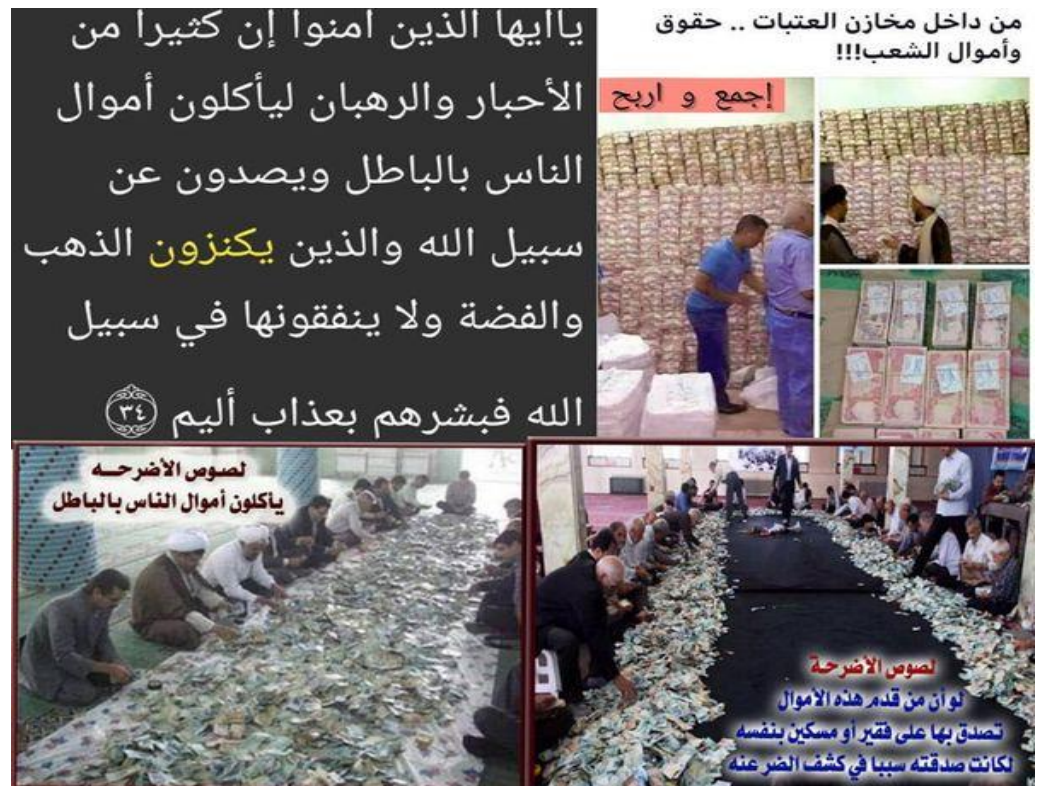 ياأيها الذين آمنوا إن كثيرا من
الأحبار والرهبان ليأكلون أموال
الناس بالباطل ويصدون عن
سبيل الله والذين يكنزون الذهب
والفضة ولا ينفقونها في سبيل
الله فبشرهم بعذاب أليم ٣٤
من داخل مخازن العتبات .. حقوق
وأموال الشعب!!!
إجمع و اربح
لصوص الأضرحـه
يأكلون أموال الناس بالباطل
لصوص الأضرحة
لو أن من قدم هذه الأموال
تصدق بها على فقير أو مسكين بنفسه
لكانت صدقته سببا في كشف الضر عنه